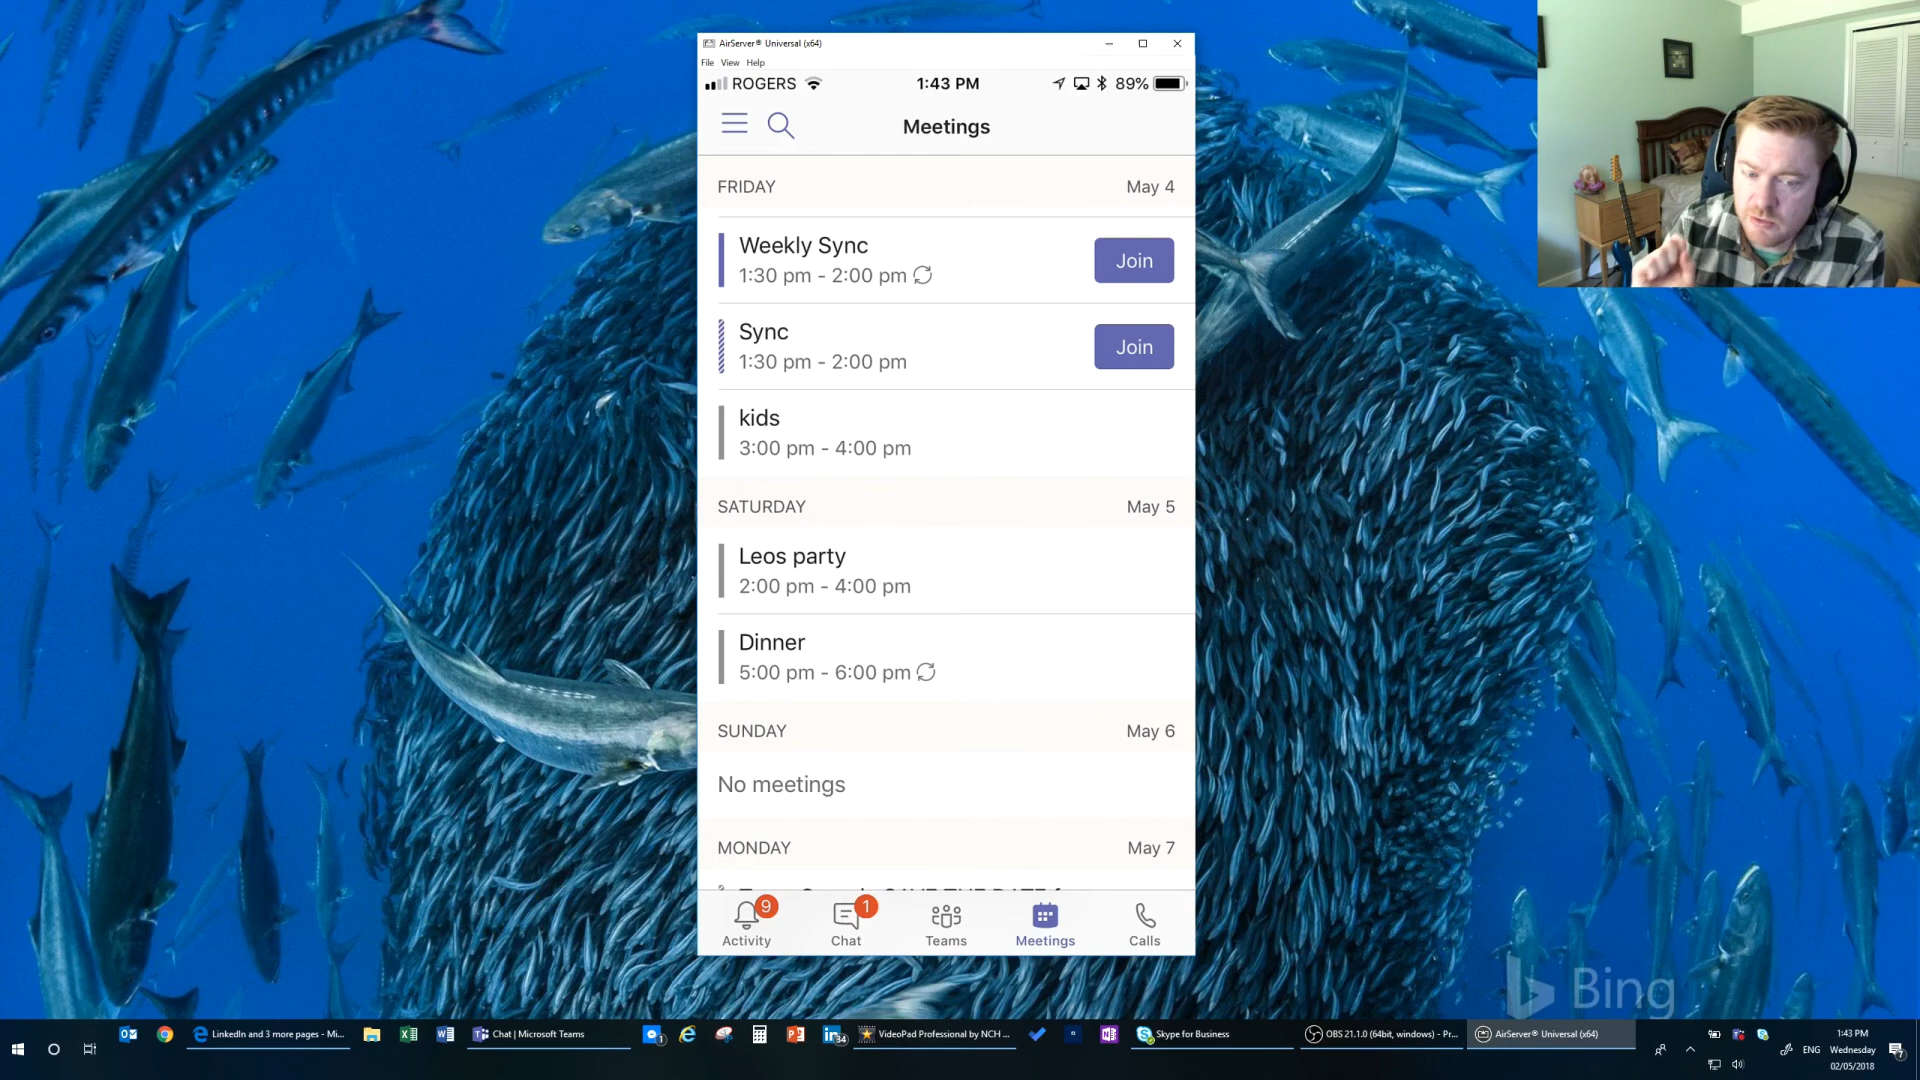 AirServer® Universal (x64)
File View Help
ROGERS 1:43 PM 89%
Meetings
FRIDAY May 4
Weekly Sync
1:30 pm - 2:00 pm
Join
Sync
1:30 pm - 2:00 pm
Join
kids
3:00 pm - 4:00 pm
SATURDAY May 5
Leos party
2:00 pm - 4:00 pm
Dinner
5:00 pm - 6:00 pm
SUNDAY May 6
No meetings
MONDAY May 7
9
1
Activity Chat Teams Meetings Calls
Bing
LinkedIn and 3 more pages - Mi...
Chat | Microsoft Teams
1
34
VideoPad Professional by NCH ...
Skype for Business
OBS 21.1.0 (64bit, windows) - Pr...
AirServer® Universal (x64)
ENG
1:43 PM
Wednesday
02/05/2018
7